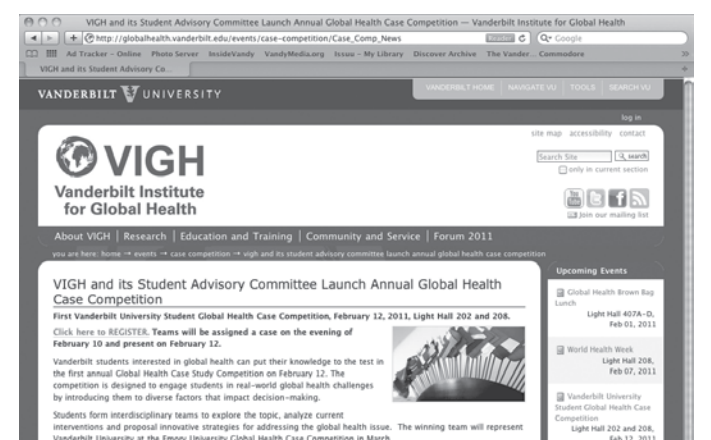 VIGH and its Student Advisory Committee Launch Annual Global Health Case Competition — Vanderbilt Institute for Global Health
http://globalhealth.vanderbilt.edu/events/case-competition/Case_Comp_News
Reader
Google
Ad Tracker - Online Photo Server InsideVandy VandyMedia.org Issuu - My Library Discover Archive The Vander... Commodore
VIGH and its Student Advisory Co...
VANDERBILT V UNIVERSITY
VANDERBILT HOME NAVIGATE VU TOOLS SEARCH VU
log in
site map accessibility contact
Search Site search
only in current section
VIGH
Vanderbilt Institute
for Global Health
You Tube
Join our mailing list
About VIGH | Research | Education and Training | Community and Service | Forum 2011
you are here: home → events → case competition → vigh and its student advisory committee launch annual global health case competition
VIGH and its Student Advisory Committee Launch Annual Global Health
Case Competition
First Vanderbilt University Student Global Health Case Competition, February 12, 2011, Light Hall 202 and 208.
Click here to REGISTER. Teams will be assigned a case on the evening of
February 10 and present on February 12.
Vanderbilt students interested in global health can put their knowledge to the test in
the first annual Global Health Case Study Competition on February 12. The
competition is designed to engage students in real-world global health challenges
by introducing them to diverse factors that impact decision-making.
Students form interdisciplinary teams to explore the topic, analyze current
interventions and proposal innovative strategies for addressing the global health issue. The winning team will represent
Vanderbilt University at the Emory University Global Health Case Competition in March.
Upcoming Events
Global Health Brown Bag
Lunch
Light Hall 407A-D,
Feb 01, 2011
World Health Week
Light Hall 208,
Feb 07, 2011
Vanderbilt University
Student Global Health Case
Competition
Light Hall 202 and 208,
Feb 12, 2011